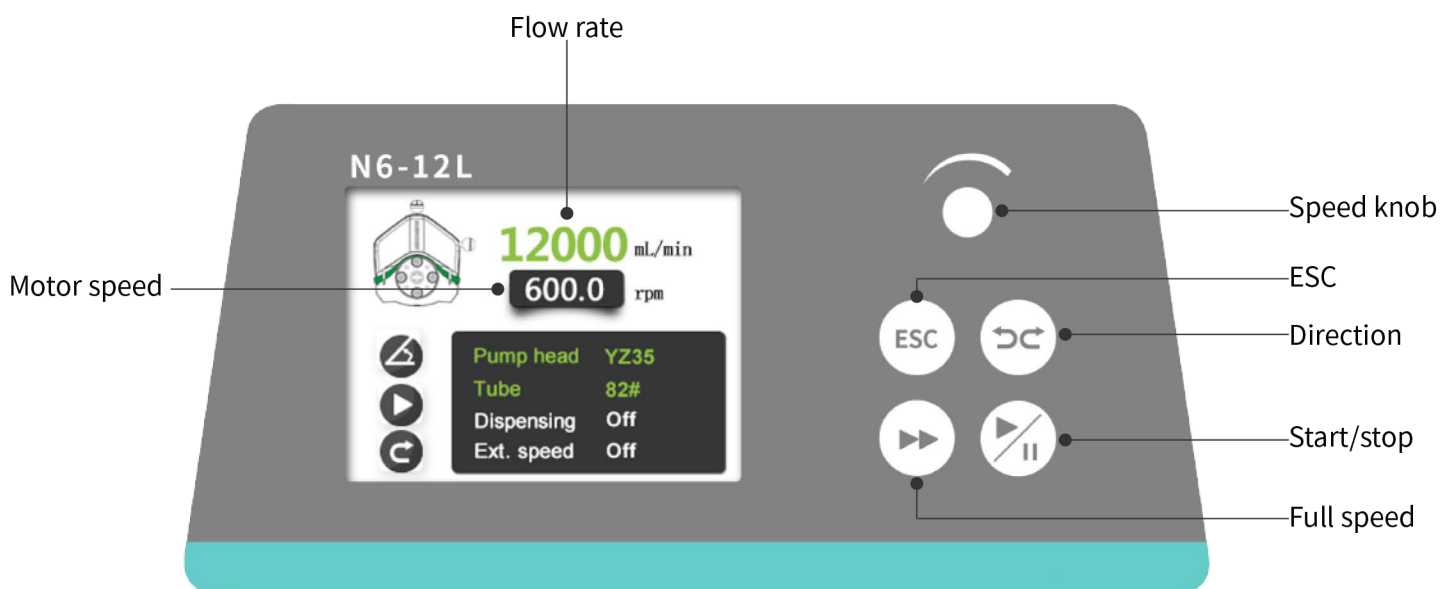 Flow rate
N6-12L
12000 mL/min
Speed knob
Motor speed
600.0 rpm
ESC
ESC
Direction
Pump head YZ35
Tube 82#
Dispensing Off
Ext. speed Off
Start/stop
Full speed